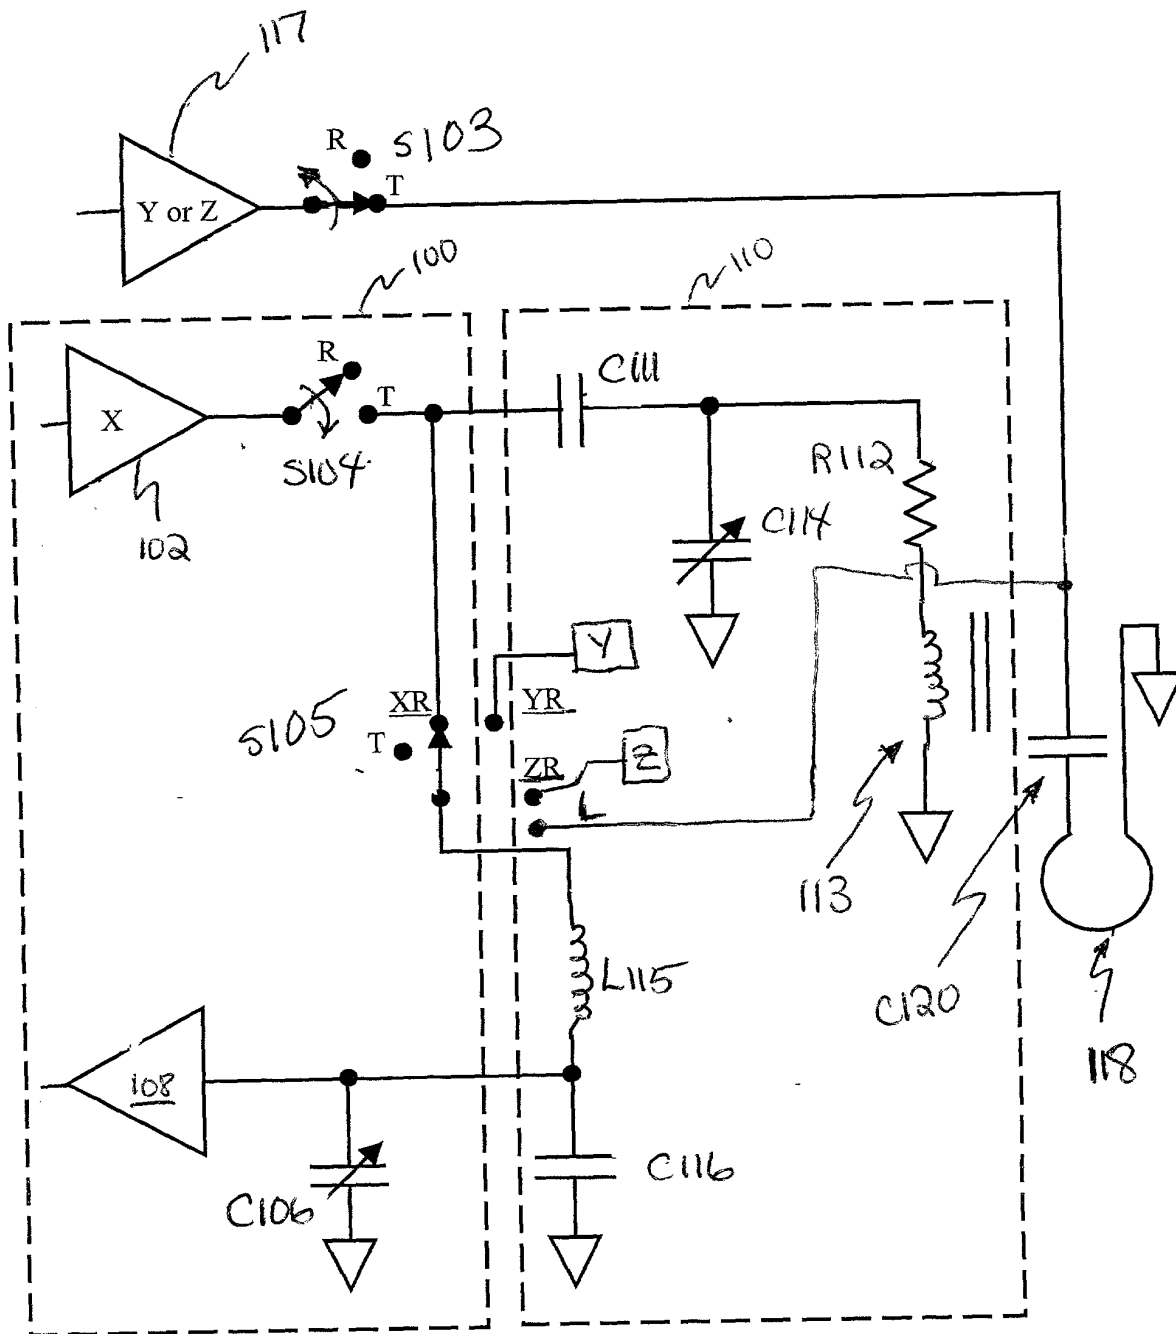 117
R
S103
T
Y or Z
100
110
R
C111
X
T
R112
S104
C114
102
Y
S105
XR
YR
T
Z
ZR
L
113
L115
C120
118
108
C116
C106